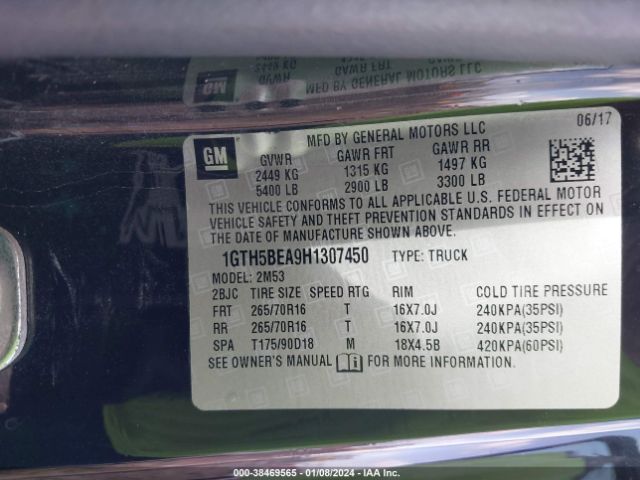 MFD BY GENERAL MOTORS LLC 06/17
GM GVWR GAWR FRT GAWR RR
2449 KG 1315 KG 1497 KG
5400 LB 2900 LB 3300 LB
THIS VEHICLE CONFORMS TO ALL APPLICABLE U.S. FEDERAL MOTOR
VEHICLE SAFETY AND THEFT PREVENTION STANDARDS IN EFFECT ON THE
DATE OF MANUFACTURE SHOWN ABOVE.
1GTH5BEA9H1307450 TYPE: TRUCK
MODEL: 2M53
2BJC TIRE SIZE SPEED RTG RIM COLD TIRE PRESSURE
FRT 265/70R16 T 16X7.0J 240KPA(35PSI)
RR 265/70R16 T 16X7.0J 240KPA(35PSI)
SPA T175/90D18 M 18X4.5B 420KPA(60PSI)
SEE OWNER'S MANUAL FOR MORE INFORMATION.
000-38469565 - 01/08/2024 - IAA Inc.